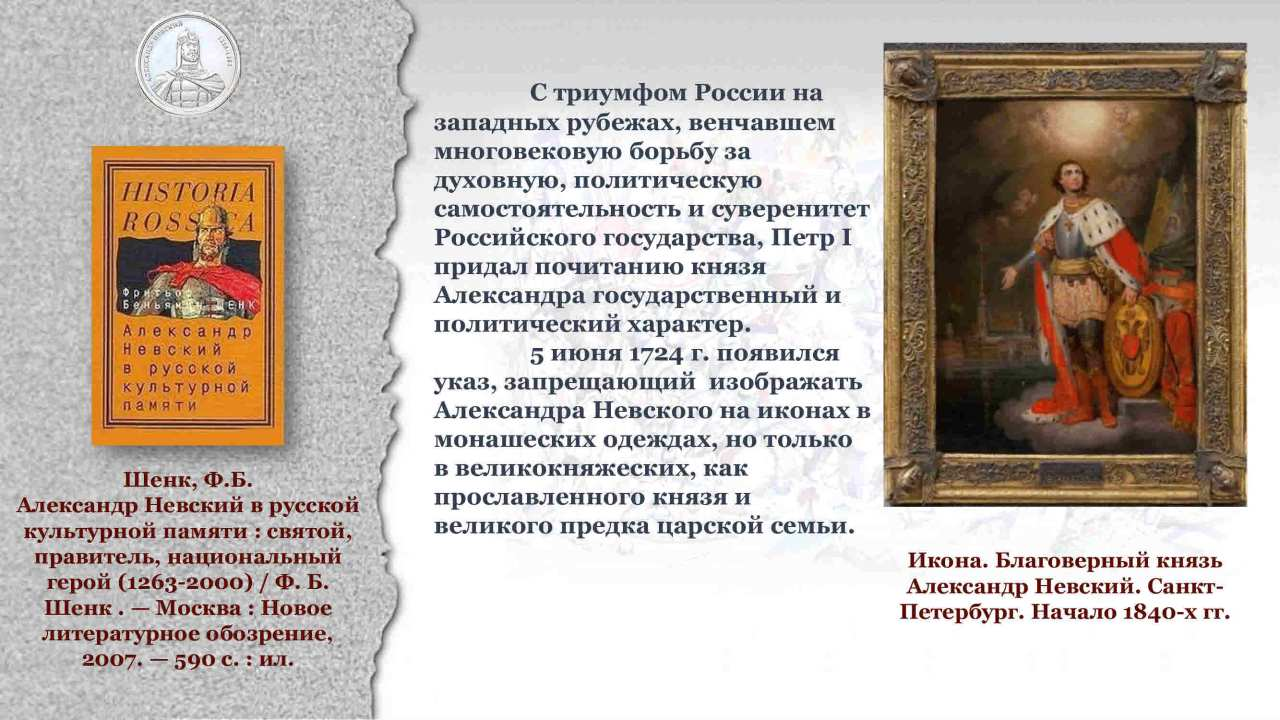 АЛЕКСАНДР НЕВСКИЙ
HISTORIA
ROSSICA
Фритьоф
Беньямин ШЕНК
Александр
Невский
в русской
культурной
памяти
Шенк, Ф.Б.
Александр Невский в русской
культурной памяти : святой,
правитель, национальный
герой (1263-2000) / Ф. Б.
Шенк . — Москва : Новое
литературное обозрение,
2007. — 590 с. : ил.
С триумфом России на
западных рубежах, венчавшем
многовековую борьбу за
духовную, политическую
самостоятельность и суверенитет
Российского государства, Петр I
придал почитанию князя
Александра государственный и
политический характер.
5 июня 1724 г. появился
указ, запрещающий  изображать
Александра Невского на иконах в
монашеских одеждах, но только
в великокняжеских, как
прославленного князя и
великого предка царской семьи.
Икона. Благоверный князь
Александр Невский. Санкт-
Петербург. Начало 1840-х гг.